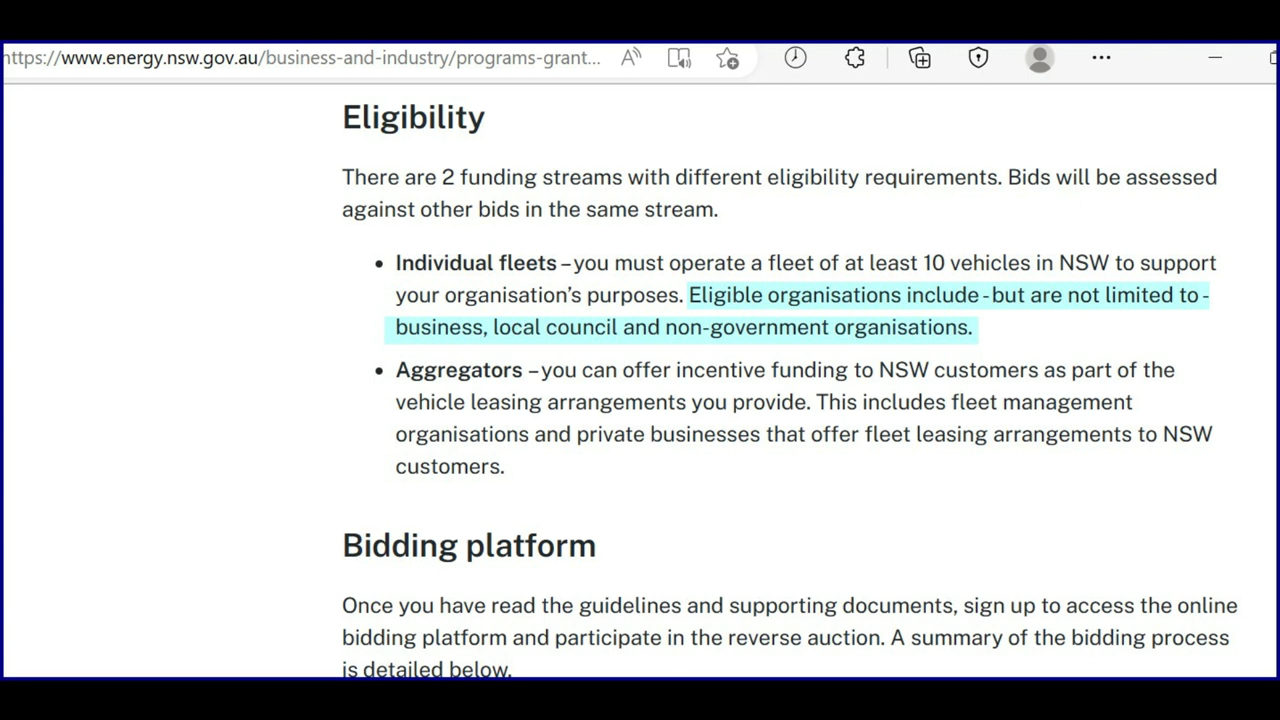 https://www.energy.nsw.gov.au/business-and-industry/programs-grant...
Eligibility
There are 2 funding streams with different eligibility requirements. Bids will be assessed
against other bids in the same stream.
• Individual fleets – you must operate a fleet of at least 10 vehicles in NSW to support
your organisation's purposes. Eligible organisations include - but are not limited to -
business, local council and non-government organisations.
• Aggregators – you can offer incentive funding to NSW customers as part of the
vehicle leasing arrangements you provide. This includes fleet management
organisations and private businesses that offer fleet leasing arrangements to NSW
customers.
Bidding platform
Once you have read the guidelines and supporting documents, sign up to access the online
bidding platform and participate in the reverse auction. A summary of the bidding process
is detailed below.